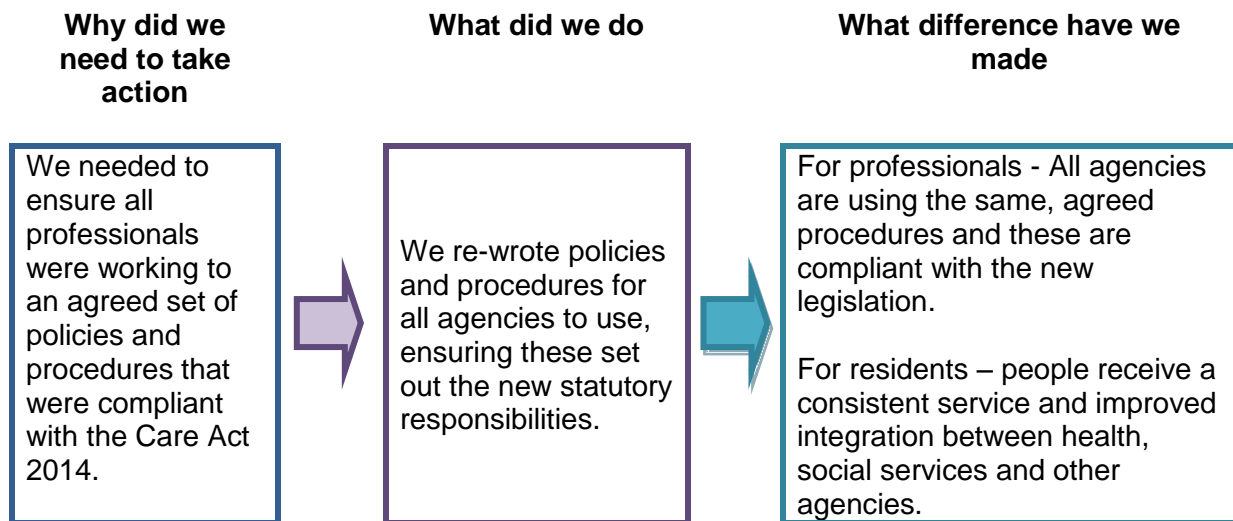 Why did we
need to take
action
What did we do
What difference have we
made
We needed to
ensure all
professionals
were working to
an agreed set of
policies and
procedures that
were compliant
with the Care Act
2014.
We re-wrote policies
and procedures for
all agencies to use,
ensuring these set
out the new statutory
responsibilities.
For professionals - All agencies
are using the same, agreed
procedures and these are
compliant with the new
legislation.
For residents – people receive a
consistent service and improved
integration between health,
social services and other
agencies.